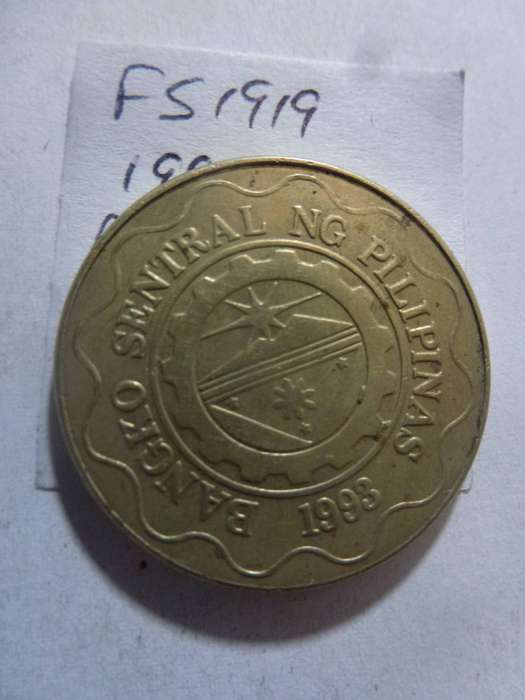 FS1919
BANGKO SENTRAL NG PILIPINAS
1993